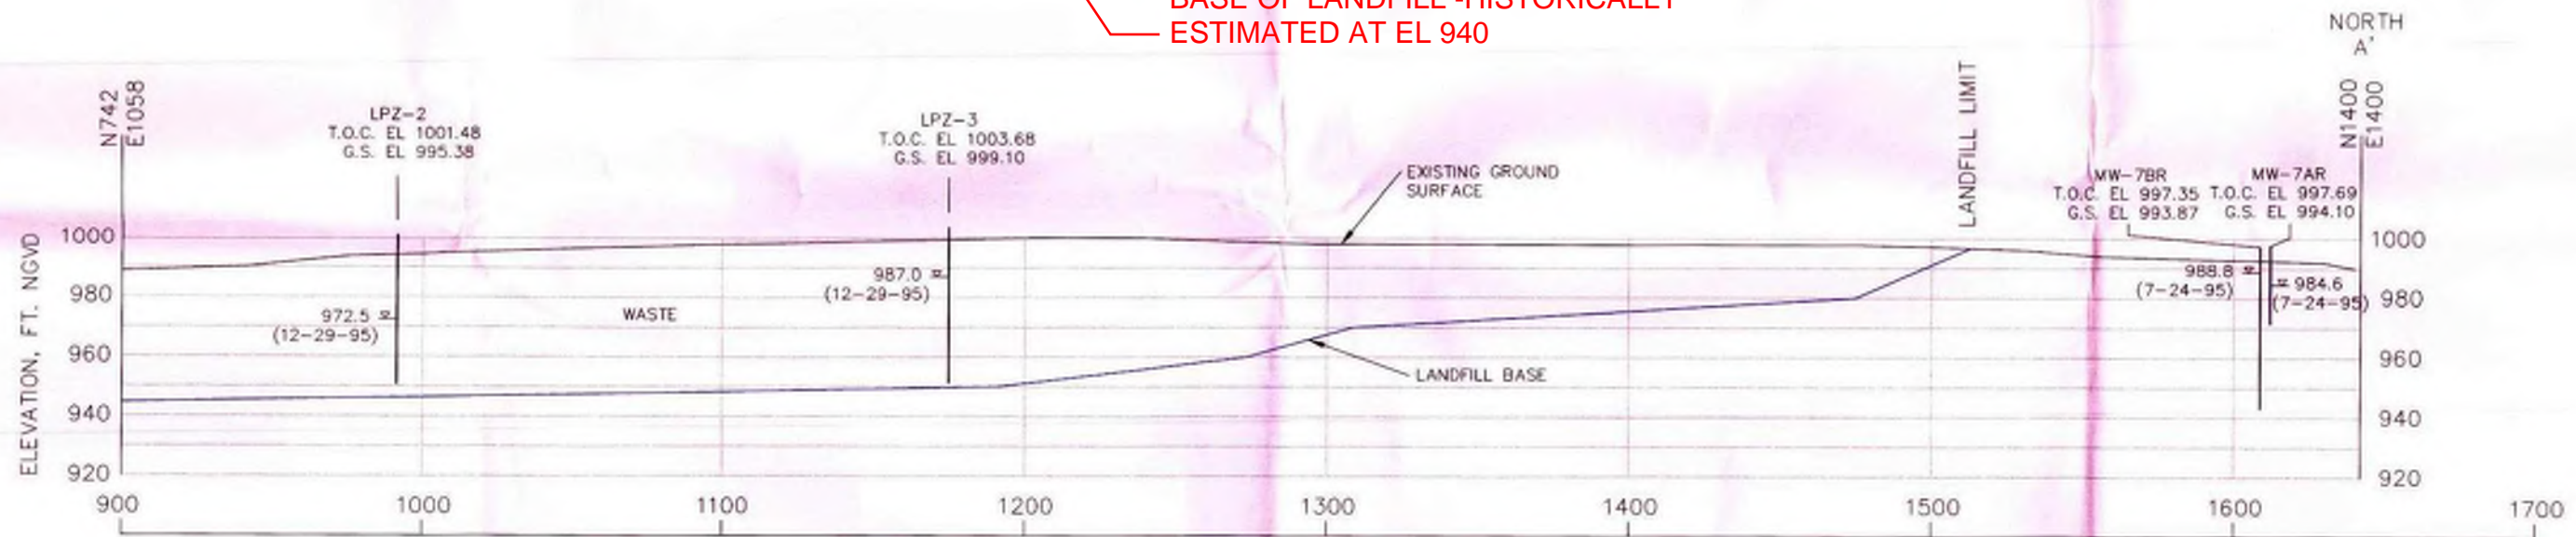 BASE OF LANDFILL -HISTORICALLY
ESTIMATED AT EL 940
NORTH
A'
N742
E1058
LPZ-2
T.O.C. EL 1001.48
G.S. EL 995.38
LPZ-3
T.O.C. EL 1003.68
G.S. EL 999.10
EXISTING GROUND
SURFACE
LANDFILL LIMIT
N1400
E1400
MW-7BR
T.O.C. EL 997.35
G.S. EL 993.87
MW-7AR
T.O.C. EL 997.69
G.S. EL 994.10
ELEVATION, FT. NGVD
1000
980
960
940
920
972.5
(12-29-95)
WASTE
987.0
(12-29-95)
LANDFILL BASE
988.8
(7-24-95)
984.6
(7-24-95)
1000
980
960
940
920
900 1000 1100 1200 1300 1400 1500 1600 1700